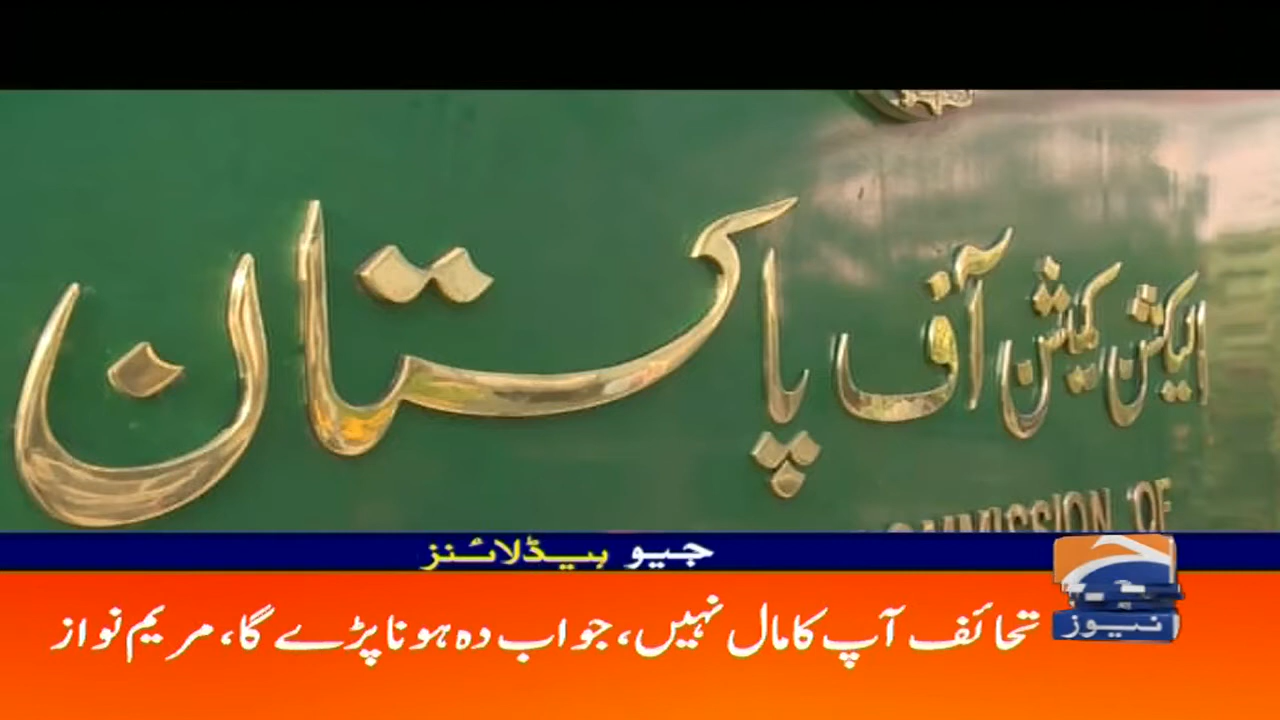 الیکشن کمیشن آف پاکستان
COMMISSION OF
جیو ہیڈلائنز
تحائف آپ کا مال نہیں، جواب دہ ہونا پڑے گا، مریم نواز
نیوز